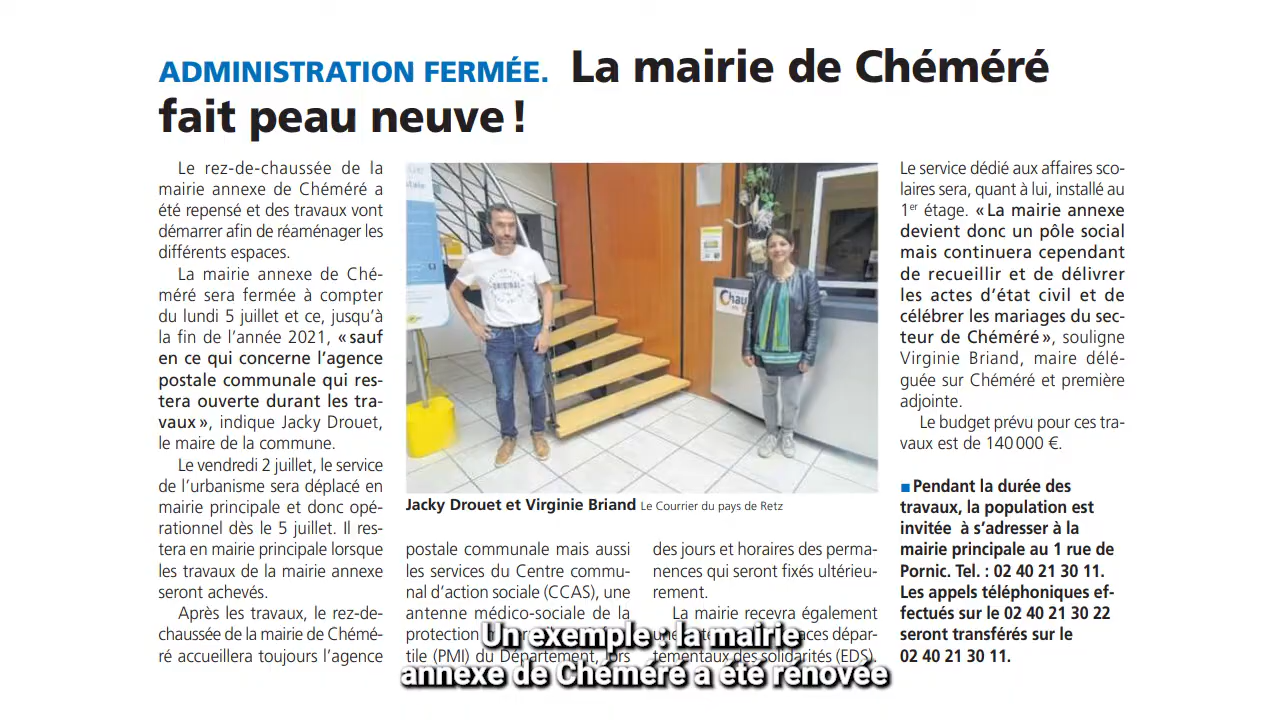 ADMINISTRATION FERMÉE. La mairie de Chéméré
fait peau neuve !
Le rez-de-chaussée de la
mairie annexe de Chéméré a
été repensé et des travaux vont
démarrer afin de réaménager les
différents espaces.
La mairie annexe de Ché-
méré sera fermée à compter
du lundi 5 juillet et ce, jusqu'à
la fin de l'année 2021, « sauf
en ce qui concerne l'agence
postale communale qui res-
tera ouverte durant les tra-
vaux », indique Jacky Drouet,
le maire de la commune.
Le vendredi 2 juillet, le service
de l'urbanisme sera déplacé en
mairie principale et donc opé-
rationnel dès le 5 juillet. Il res-
tera en mairie principale lorsque
les travaux de la mairie annexe
seront achevés.
Après les travaux, le rez-de-
chaussée de la mairie de Chémé-
ré accueillera toujours l'agence
ORIGINAL
Chau
Jacky Drouet et Virginie Briand Le Courrier du pays de Retz
postale communale mais aussi
les services du Centre commu-
nal d'action sociale (CCAS), une
antenne médico-sociale de la
protection
tile (PMI) du Département, lors
des jours et horaires des perma-
nences qui seront fixés ultérieu-
rement.
La mairie recevra également
une
aces dépar-
tementaux des solidarités (EDS).
Le service dédié aux affaires sco-
laires sera, quant à lui, installé au
1er étage. « La mairie annexe
devient donc un pôle social
mais continuera cependant
de recueillir et de délivrer
les actes d'état civil et de
célébrer les mariages du sec-
teur de Chéméré », souligne
Virginie Briand, maire délé-
guée sur Chéméré et première
adjointe.
Le budget prévu pour ces tra-
vaux est de 140 000 €.
■ Pendant la durée des
travaux, la population est
invitée à s'adresser à la
mairie principale au 1 rue de
Pornic. Tel. : 02 40 21 30 11.
Les appels téléphoniques ef-
fectués sur le 02 40 21 30 22
seront transférés sur le
02 40 21 30 11.
Un exemple : la mairie
annexe de Chéméré a été rénovée